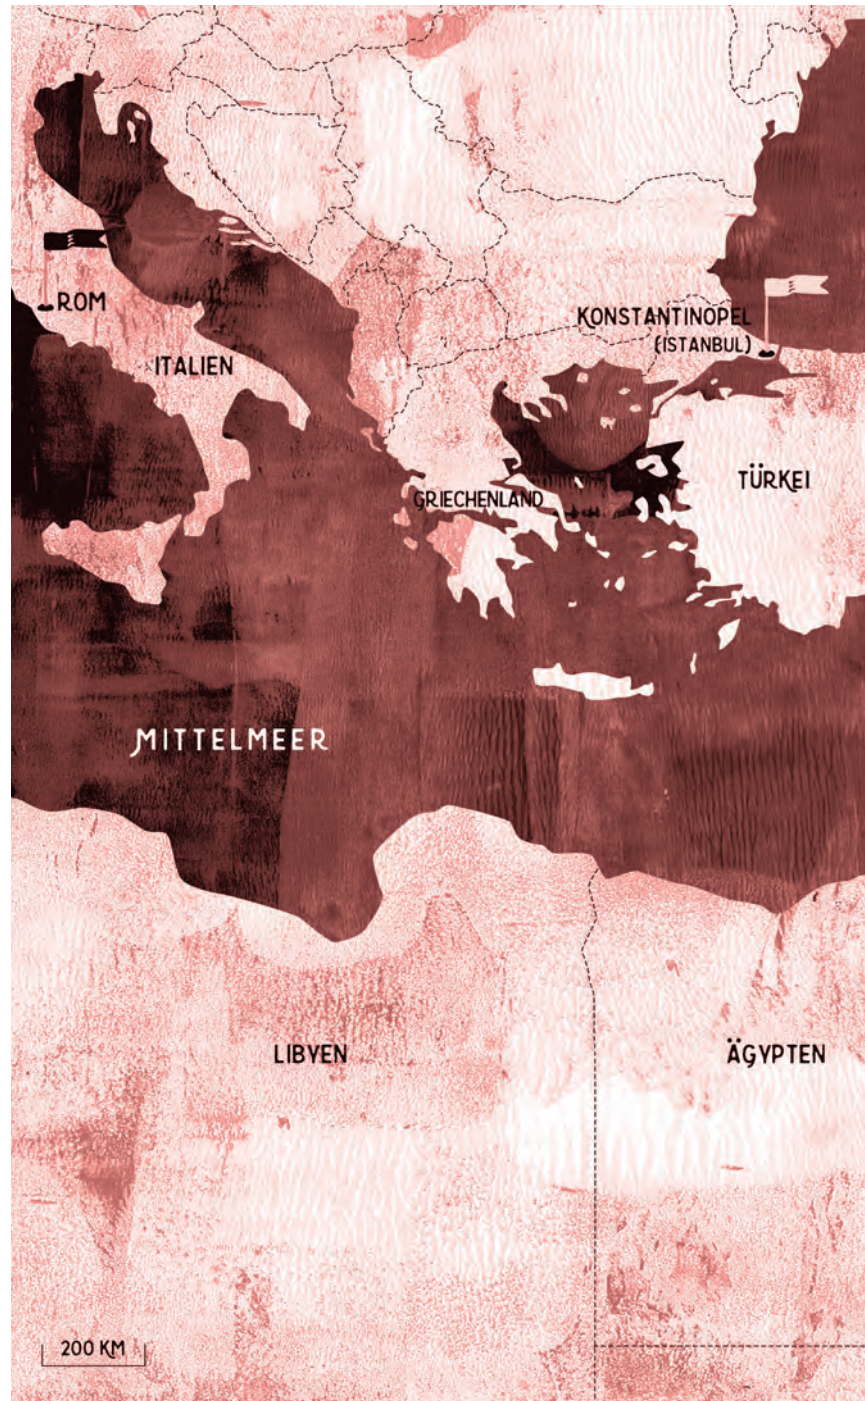 ROM
KONSTANTINOPEL
(ISTANBUL)
ITALIEN
TÜRKEI
GRIECHENLAND
MITTELMEER
LIBYEN
ÄGYPTEN
200 KM